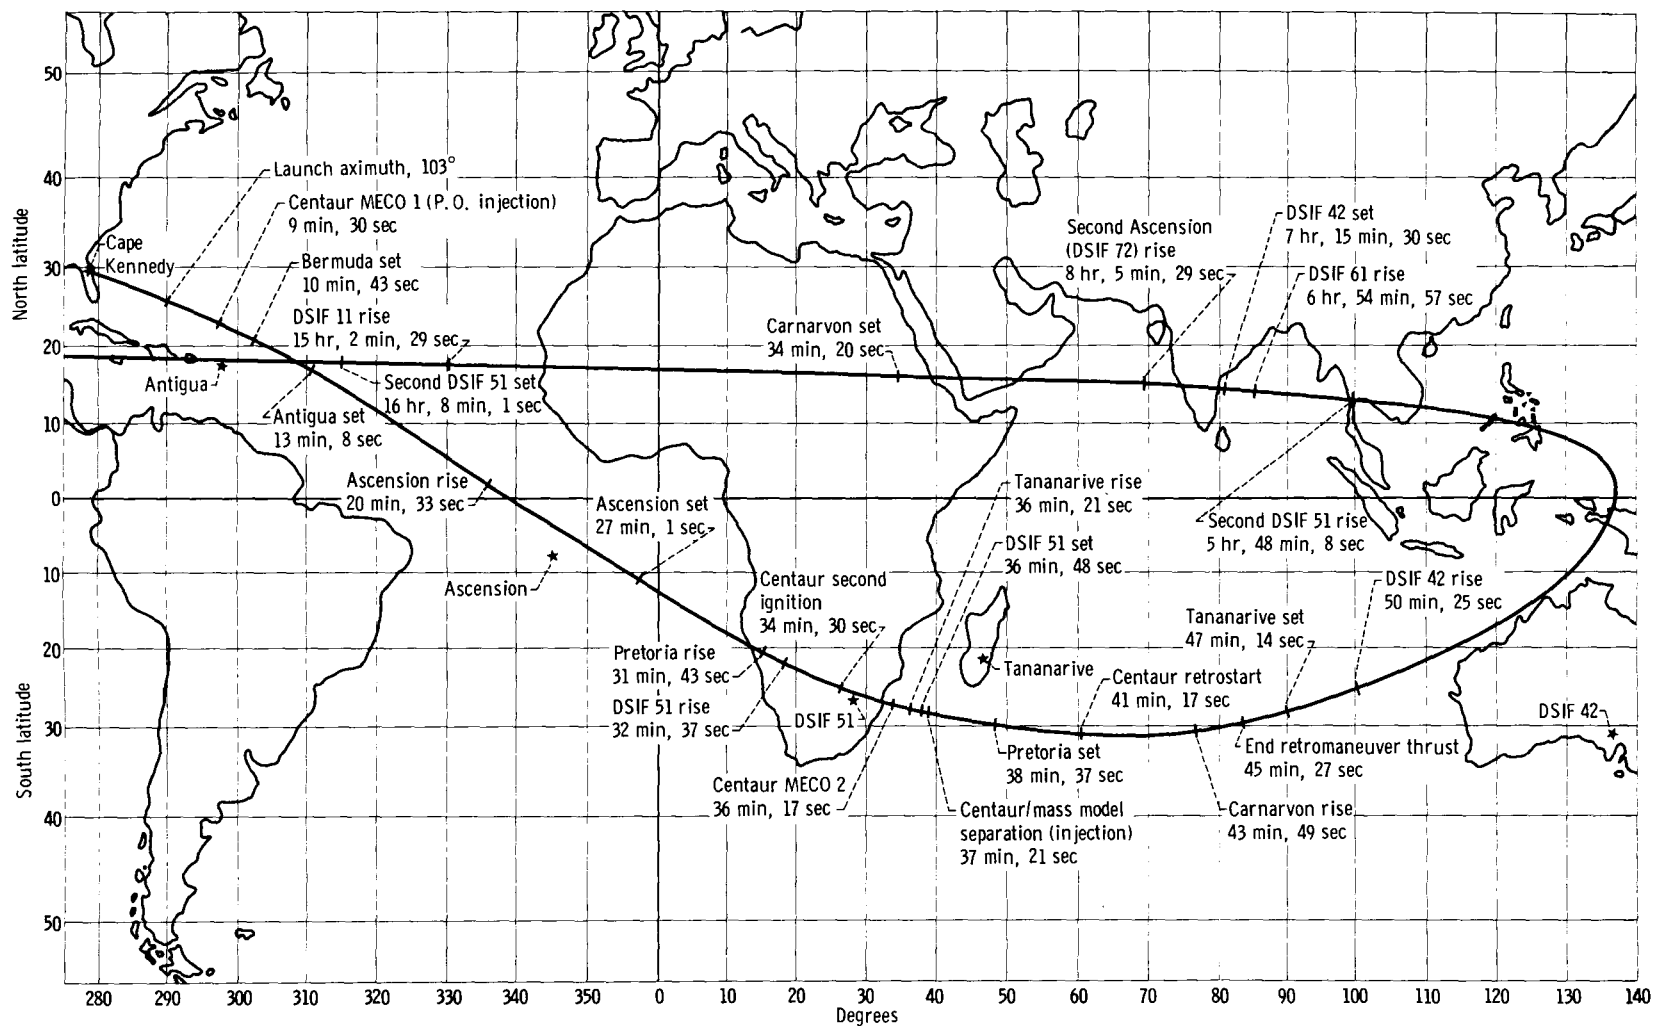 50
40
30
20
10
0
10
20
30
40
50
North latitude
South latitude
Launch azimuth, 103°
Centaur MECO 1 (P.O. injection)
9 min, 30 sec
Cape
Kennedy
Bermuda set
10 min, 43 sec
DSIF 11 rise
15 hr, 2 min, 29 sec
Antigua
Second DSIF 51 set
16 hr, 8 min, 1 sec
Antigua set
13 min, 8 sec
Ascension rise
20 min, 33 sec
Ascension
Ascension set
27 min, 1 sec
Carnarvon set
34 min, 20 sec
Second Ascension
(DSIF 72) rise
8 hr, 5 min, 29 sec
DSIF 42 set
7 hr, 15 min, 30 sec
DSIF 61 rise
6 hr, 54 min, 57 sec
Tananarive rise
36 min, 21 sec
Second DSIF 51 rise
5 hr, 48 min, 8 sec
DSIF 51 set
36 min, 48 sec
Centaur second
ignition
34 min, 30 sec
DSIF 42 rise
50 min, 25 sec
Tananarive set
47 min, 14 sec
Pretoria rise
31 min, 43 sec
Tananarive
Centaur retrostart
41 min, 17 sec
DSIF 51 rise
32 min, 37 sec
DSIF 51
DSIF 42
Pretoria set
38 min, 37 sec
End retromaneuver thrust
45 min, 27 sec
Centaur MECO 2
36 min, 17 sec
Centaur/mass model
separation (injection)
37 min, 21 sec
Carnarvon rise
43 min, 49 sec
280 290 300 310 320 330 340 350 0 10 20 30 40 50 60 70 80 90 100 110 120 130 140
Degrees